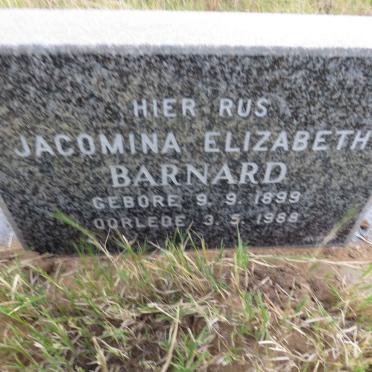 HIER RUS
JACOMINA ELIZABETH
BARNARD
GEBORE 9.9.1899
OORLEDE 3.5.1988